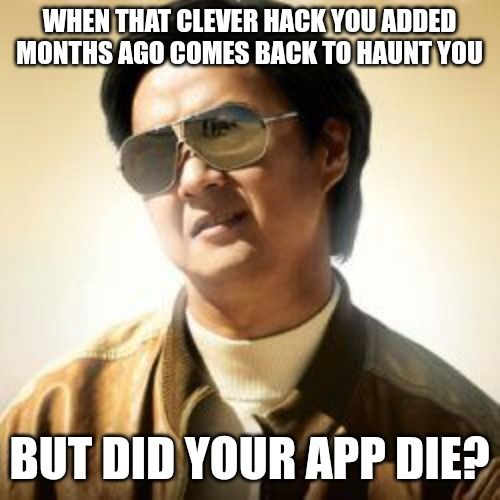 WHEN THAT CLEVER HACK YOU ADDED
MONTHS AGO COMES BACK TO HAUNT YOU
BUT DID YOUR APP DIE?